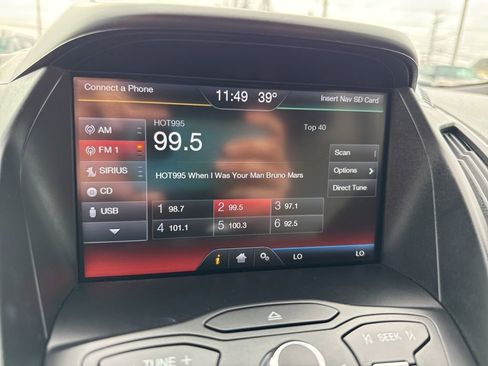 Connect a Phone
11:49 39°
Insert Nav SD Card
AM
FM 1
SIRIUS
CD
USB
HOT995
99.5
Top 40
HOT995 When I Was Your Man Bruno Mars
1 98.7
2 99.5
3 97.1
4 101.1
5 100.3
6 92.5
Scan
Options
Direct Tune
i
LO
LO
TUNE +
SEEK